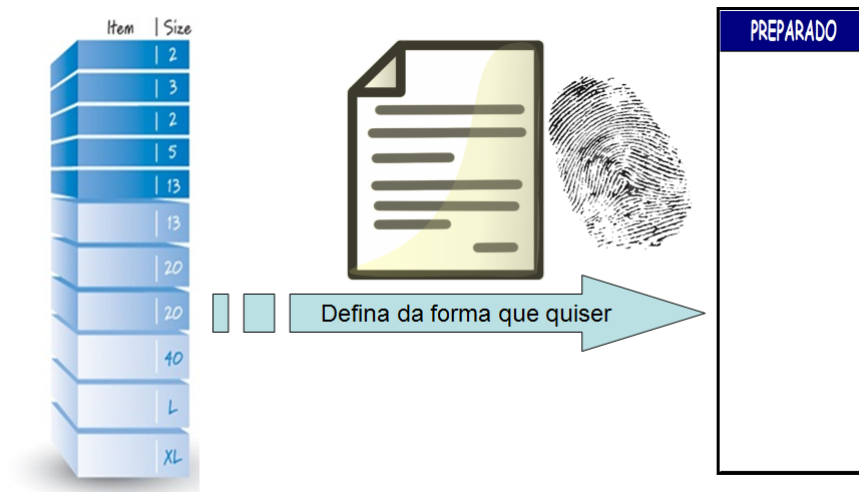 Item | Size
2
3
2
5
13
13
20
20
40
L
XL
Defina da forma que quiser
PREPARADO